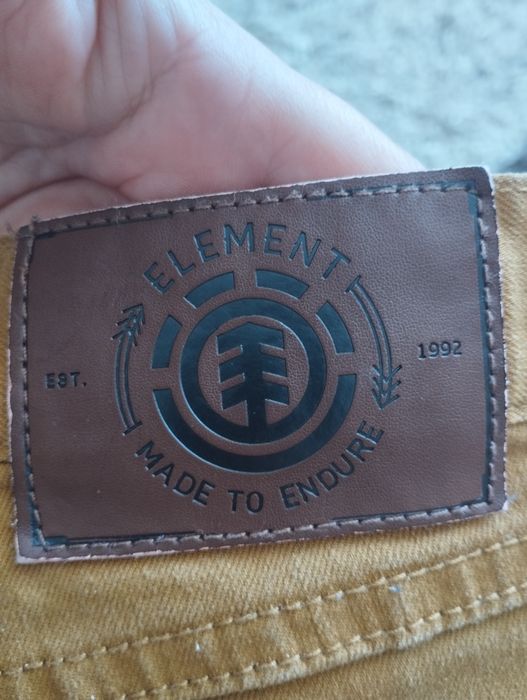 ELEMENT
EST.
1992
MADE TO ENDURE